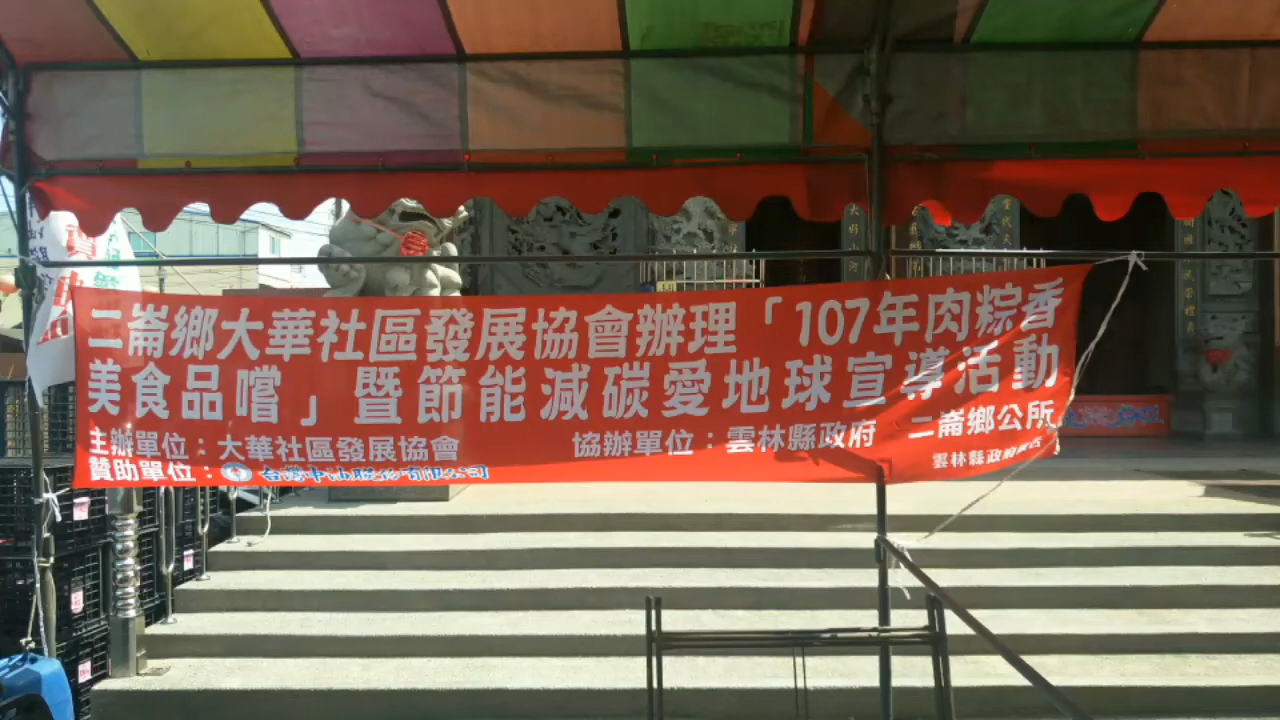 二崙鄉大華社區發展協會辦理「107年肉粽香
美食品嚐」暨節能減碳愛地球宣導活動
主辦單位：大華社區發展協會 協辦單位：雲林縣政府 二崙鄉公所
贊助單位： 台灣中油股份有限公司 雲林縣政府廣告